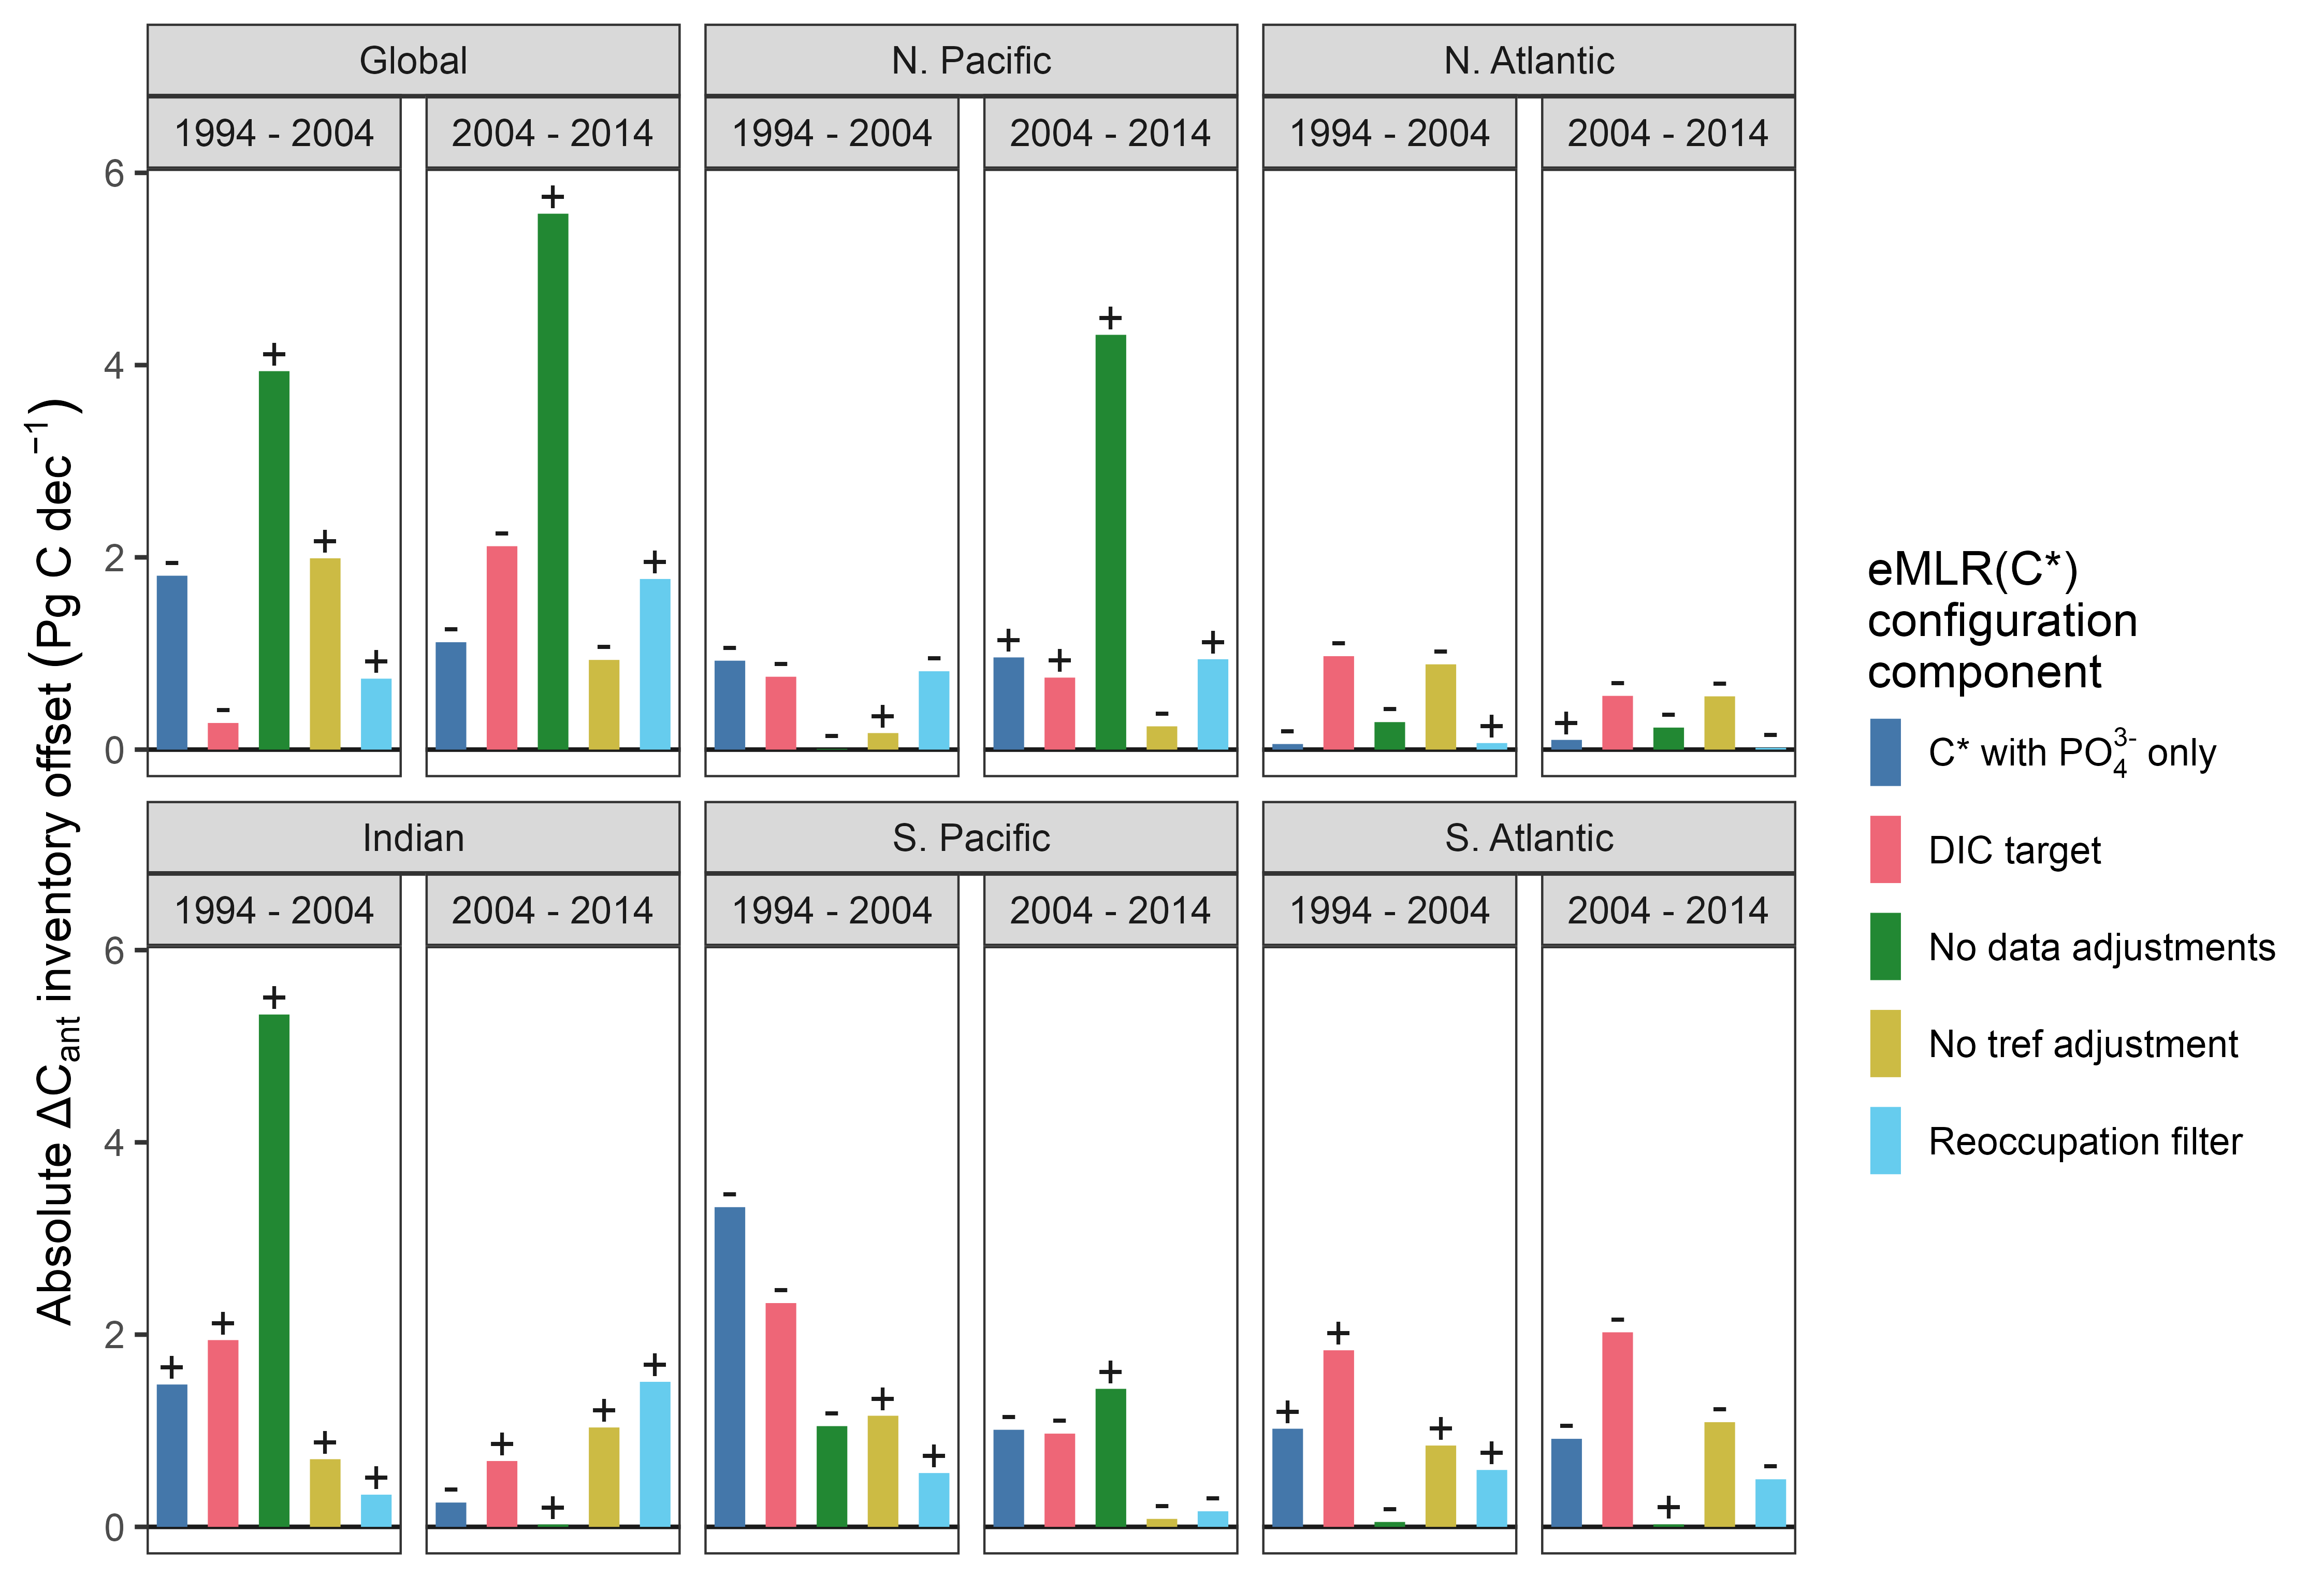 Global
N. Pacific
N. Atlantic
1994 - 2004
2004 - 2014
1994 - 2004
2004 - 2014
1994 - 2004
2004 - 2014
6
4
2
0
- - + + +
- - + - +
- - - + -
+ + + - +
- - - - +
+ - - - -
Indian
S. Pacific
S. Atlantic
1994 - 2004
2004 - 2014
1994 - 2004
2004 - 2014
1994 - 2004
2004 - 2014
6
4
2
0
+ + + + +
- + + + +
- - - + +
- - + - -
+ + - + +
- - + - -
Absolute ΔCant inventory offset (Pg C dec⁻¹)
eMLR(C*)
configuration
component
C* with PO₄³⁻ only
DIC target
No data adjustments
No tref adjustment
Reoccupation filter